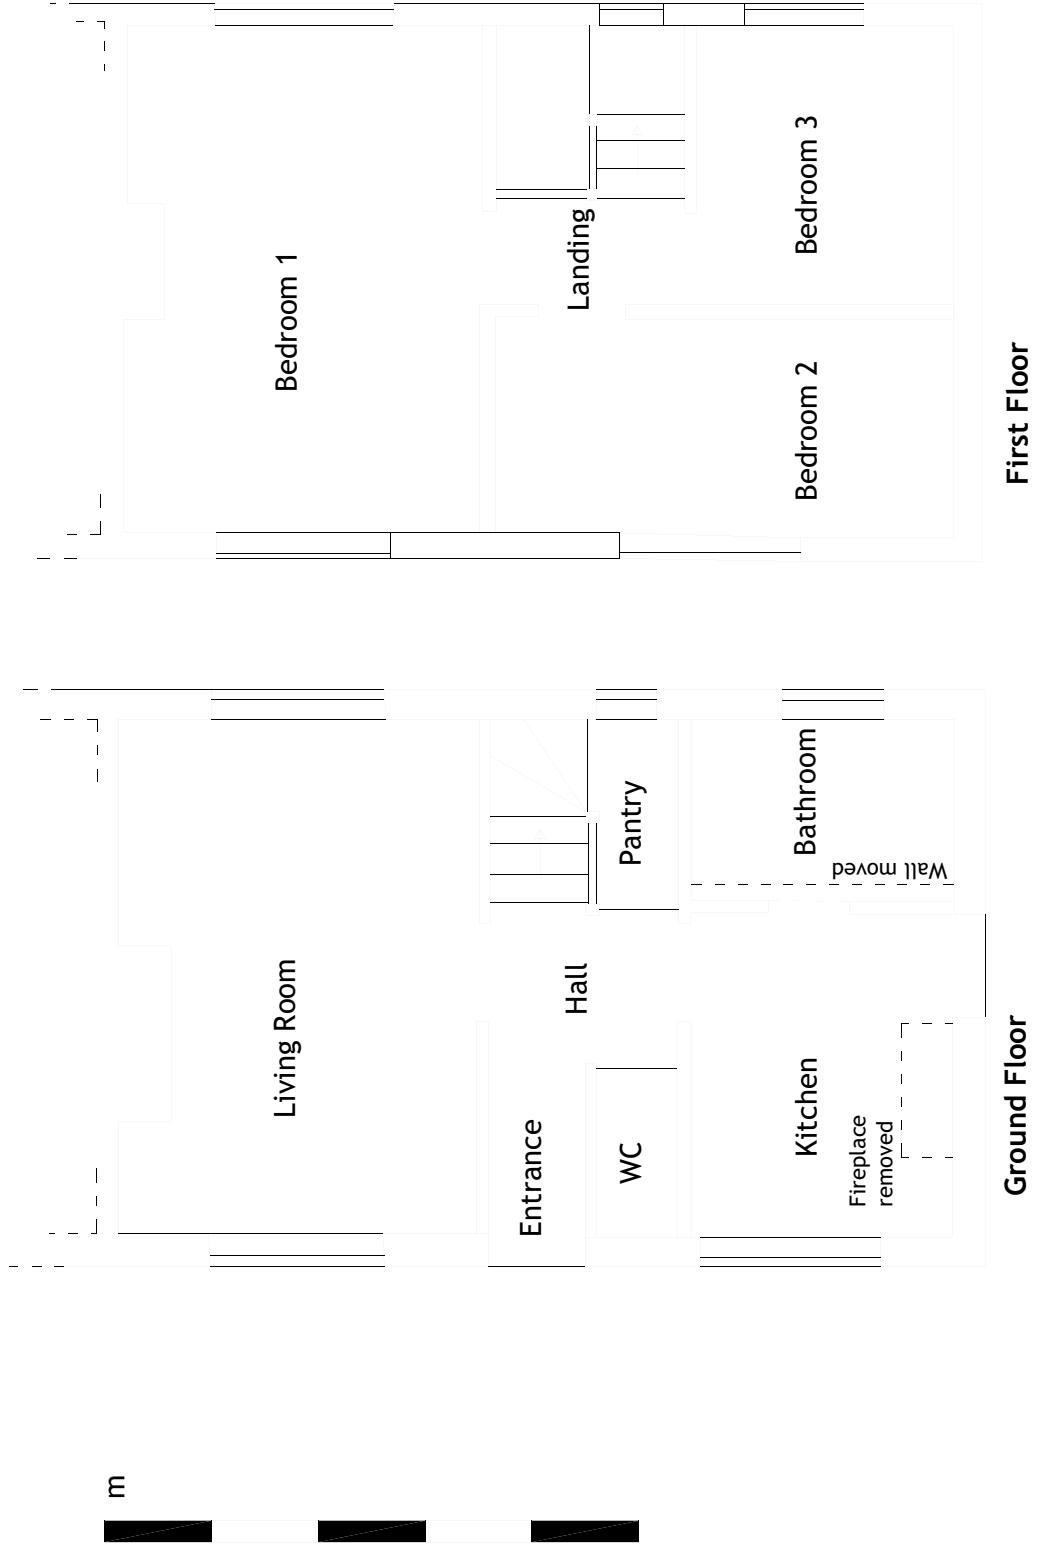 Living Room
Entrance
Hall
WC
Pantry
Kitchen
Bathroom
Wall moved
Fireplace
removed
Ground Floor
Bedroom 1
Landing
Bedroom 2
Bedroom 3
First Floor
m